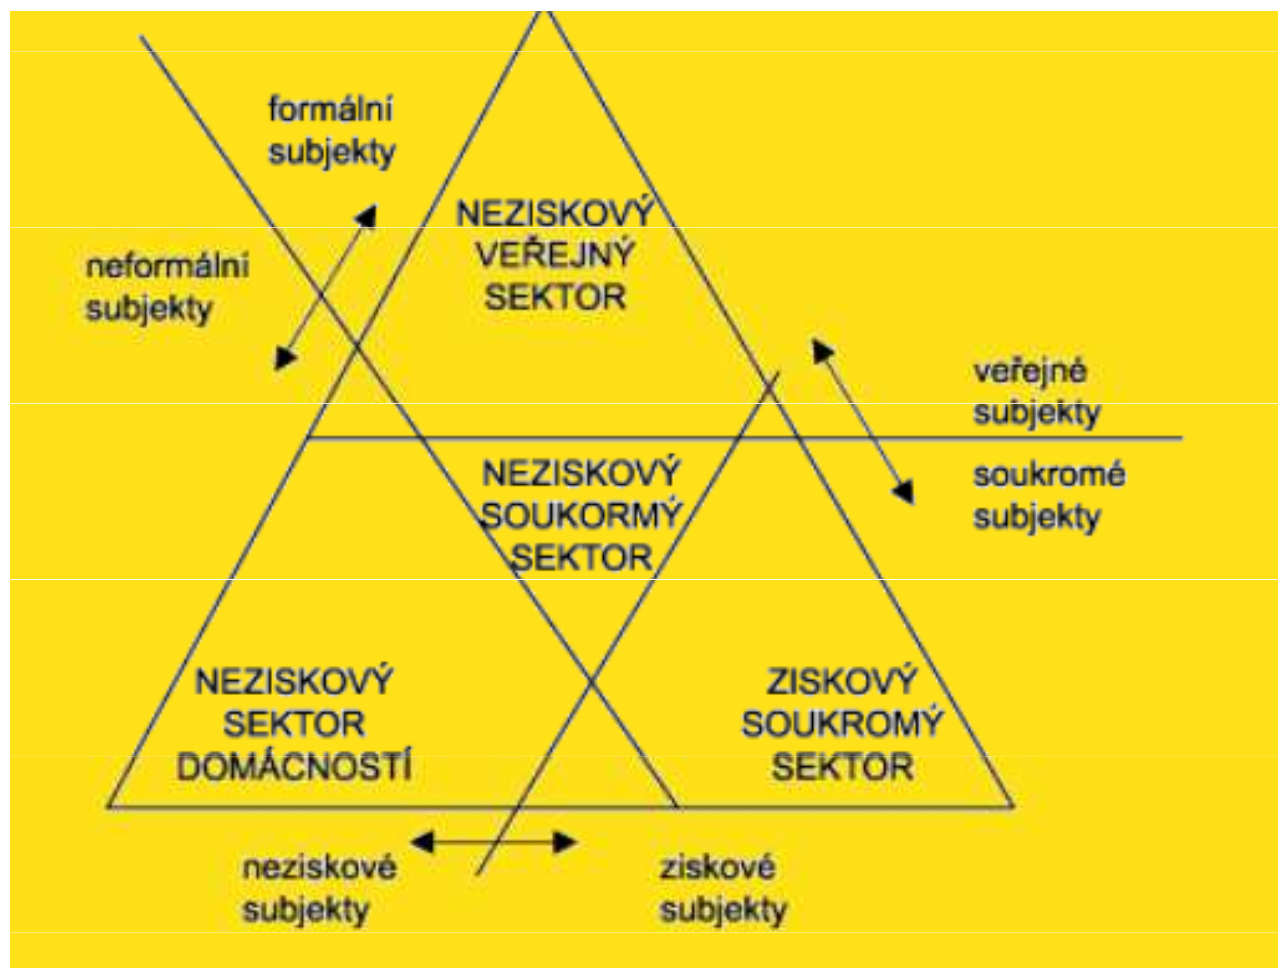 formální
subjekty
neformální
subjekty
NEZISKOVÝ
VEŘEJNÝ
SEKTOR
veřejné
subjekty
soukromé
subjekty
NEZISKOVÝ
SOUKORMÝ
SEKTOR
NEZISKOVÝ
SEKTOR
DOMÁCNOSTÍ
ZISKOVÝ
SOUKROMÝ
SEKTOR
neziskové
subjekty
ziskové
subjekty